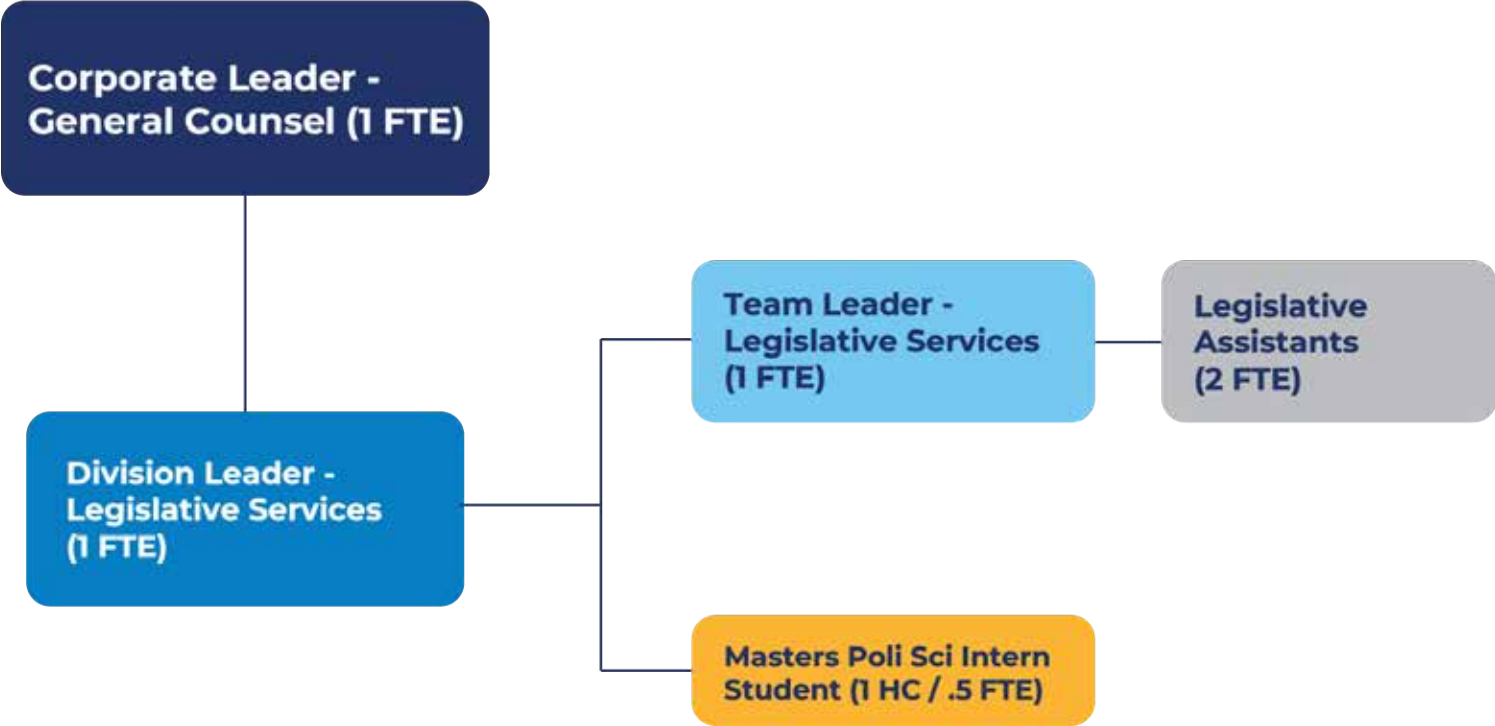 Corporate Leader -
General Counsel (1 FTE)
Team Leader -
Legislative Services
(1 FTE)
Legislative
Assistants
(2 FTE)
Division Leader -
Legislative Services
(1 FTE)
Masters Poli Sci Intern
Student (1 HC / .5 FTE)